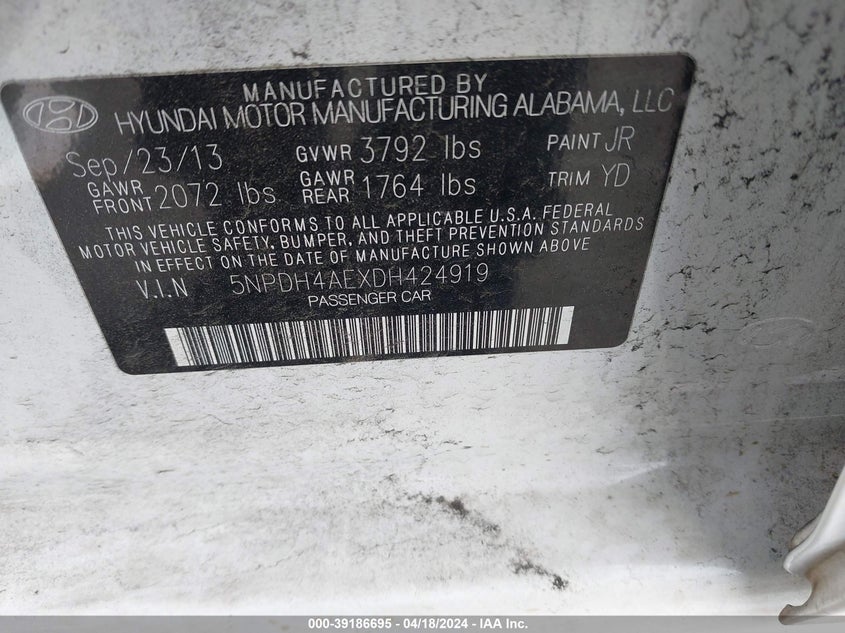 MANUFACTURED BY
HYUNDAI MOTOR MANUFACTURING ALABAMA, LLC
Sep/23/13 GVWR 3792 lbs PAINT JR
GAWR FRONT 2072 lbs GAWR REAR 1764 lbs TRIM YD
THIS VEHICLE CONFORMS TO ALL APPLICABLE U.S.A. FEDERAL
MOTOR VEHICLE SAFETY, BUMPER, AND THEFT PREVENTION STANDARDS
IN EFFECT ON THE DATE OF MANUFACTURE SHOWN ABOVE
V.I.N 5NPDH4AEXDH424919
PASSENGER CAR
000-39186695 - 04/18/2024 - IAA Inc.